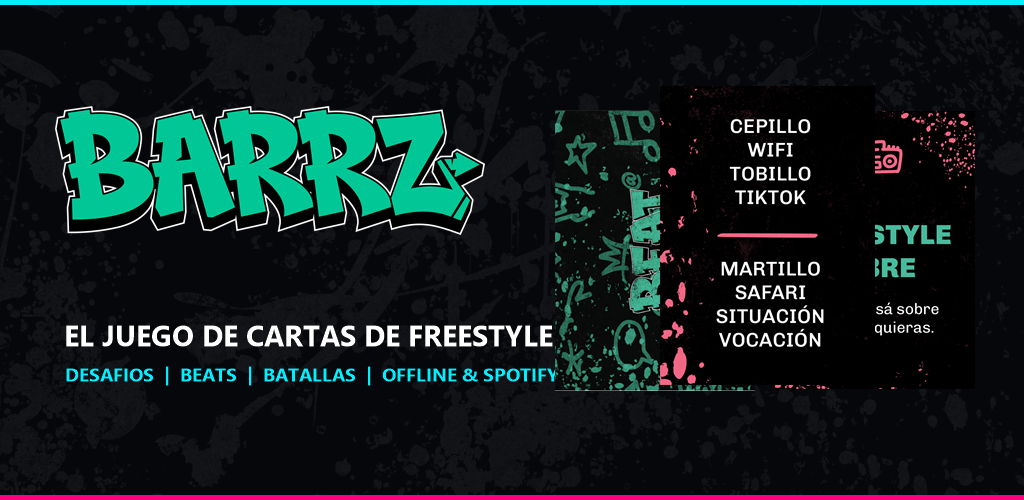 BARRZ
EL JUEGO DE CARTAS DE FREESTYLE
DESAFIOS | BEATS | BATALLAS | OFFLINE & SPOTIFY
BEAT
CEPILLO
WIFI
TOBILLO
TIKTOK
MARTILLO
SAFARI
SITUACIÓN
VOCACIÓN
STYLE
BRE
sá sobre
quieras.